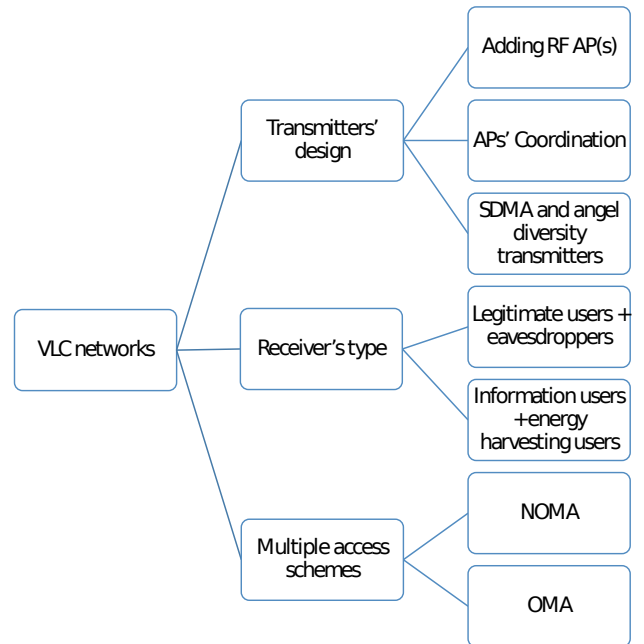 Adding RF AP(s)
Transmitters'
design
APs' Coordination
SDMA and angel
diversity
transmitters
VLC networks
Receiver's type
Legitimate users +
eavesdroppers
Information users
+energy
harvesting users
Multiple access
schemes
NOMA
OMA